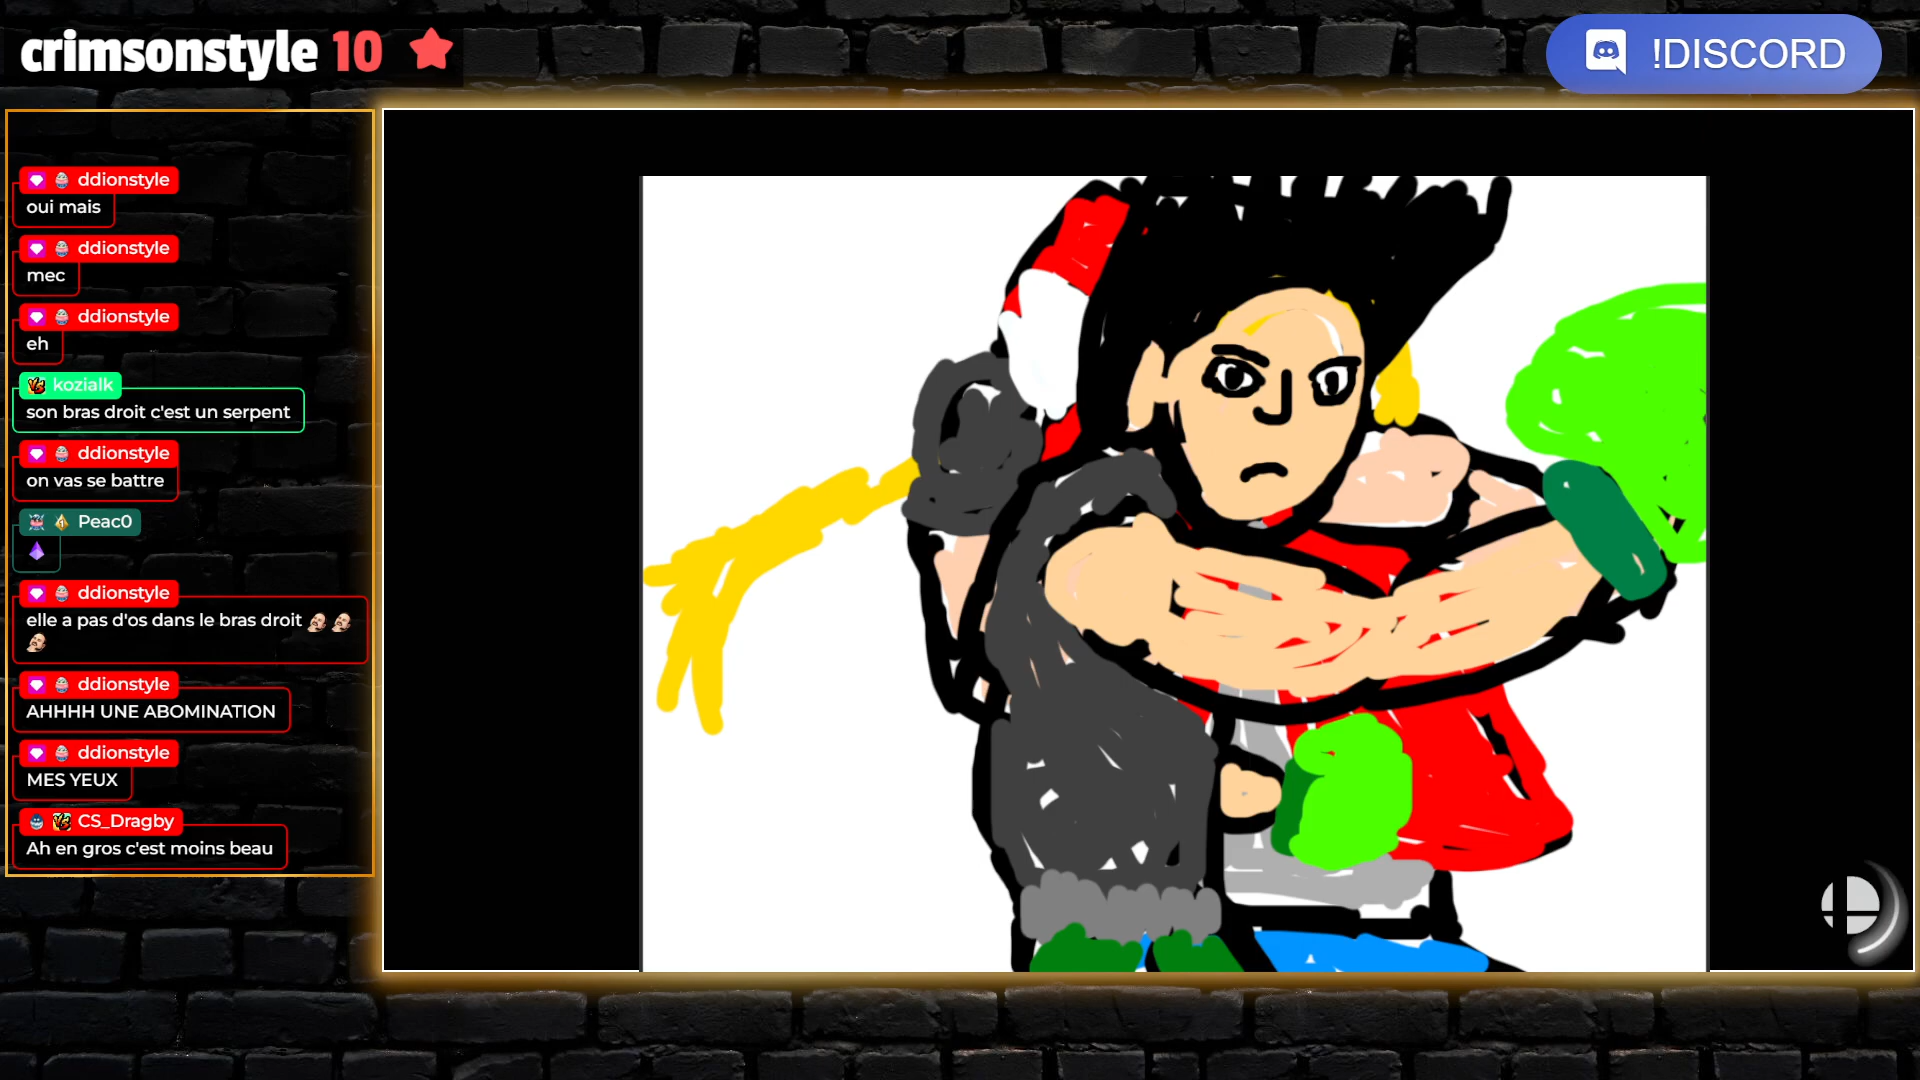 crimsonstyle 10
!DISCORD
ddionstyle
oui mais
ddionstyle
mec
ddionstyle
eh
kozialk
son bras droit c'est un serpent
ddionstyle
on vas se battre
Peac0
ddionstyle
elle a pas d'os dans le bras droit
ddionstyle
AHHHH UNE ABOMINATION
ddionstyle
MES YEUX
CS_Dragby
Ah en gros c'est moins beau